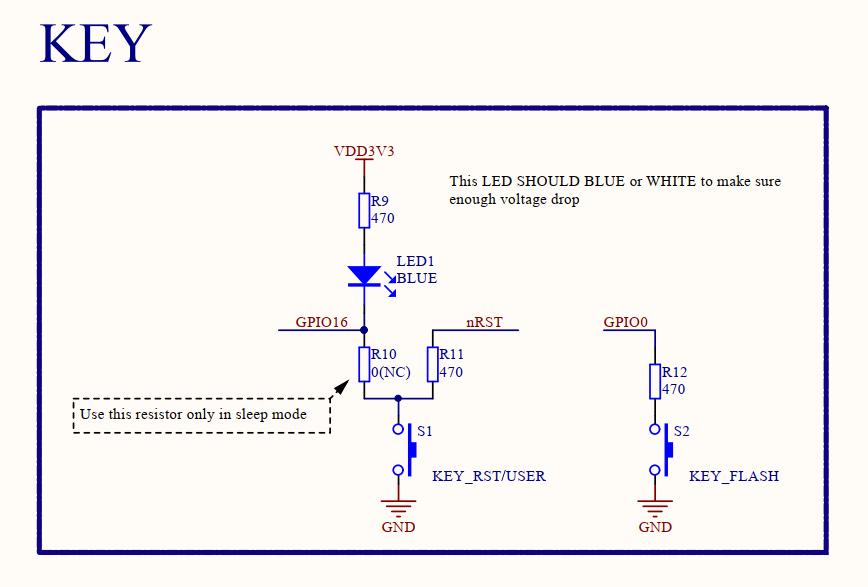 KEY
VDD3V3
This LED SHOULD BLUE or WHITE to make sure
enough voltage drop
R9
470
LED1
BLUE
GPIO16
nRST
GPIO0
R10
0(NC)
R11
470
R12
470
Use this resistor only in sleep mode
S1
S2
KEY_RST/USER
KEY_FLASH
GND
GND